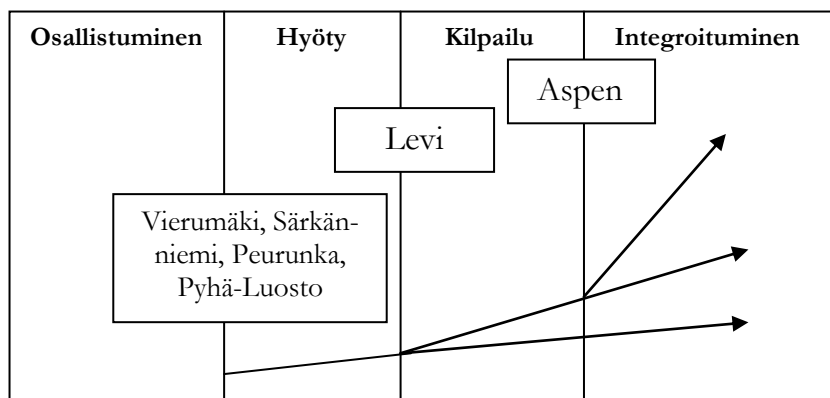 Osallistuminen
Hyöty
Kilpailu
Integroituminen
Aspen
Levi
Vierumäki, Särkän-
niemi, Peurunka,
Pyhä-Luosto